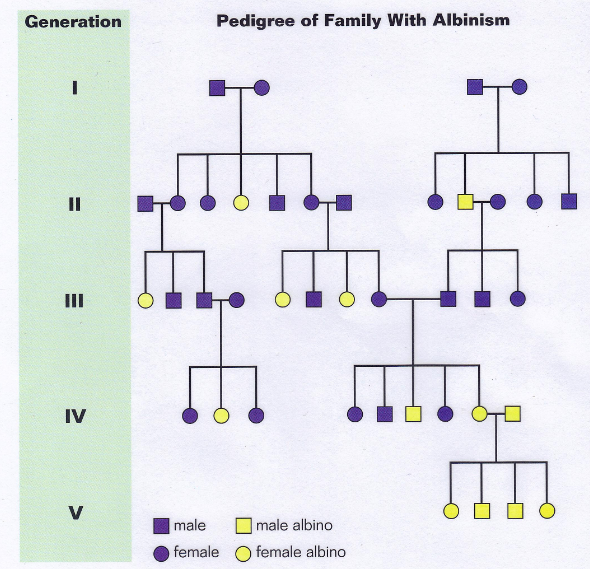 Generation
Pedigree of Family With Albinism
I
II
III
IV
V
male
male albino
female
female albino